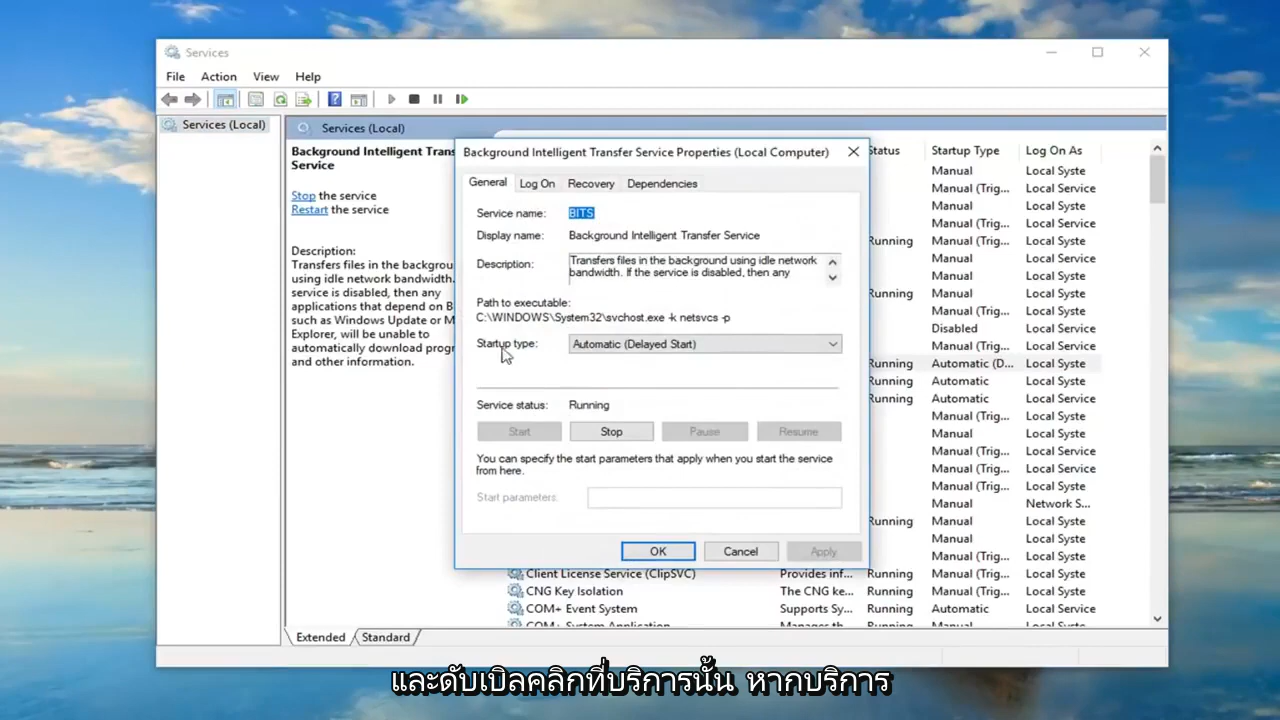 Services
File Action View Help
Services (Local)
Services (Local)
Background Intelligent Trans
Service
Stop the service
Restart the service
Description:
Transfers files in the backgrou
using idle network bandwidth.
service is disabled, then any
applications that depend on B
such as Windows Update or M
Explorer, will be unable to
automatically download progr
and other information.
Background Intelligent Transfer Service Properties (Local Computer)
General Log On Recovery Dependencies
Service name: BITS
Display name: Background Intelligent Transfer Service
Description: Transfers files in the background using idle network
bandwidth. If the service is disabled, then any
Path to executable:
C:\WINDOWS\System32\svchost.exe -k netsvcs -p
Startup type: Automatic (Delayed Start)
Service status: Running
Start Stop Pause Resume
You can specify the start parameters that apply when you start the service
from here.
Start parameters:
OK Cancel Apply
Status Startup Type Log On As
Manual Local Syste
Manual (Trig... Local Service
Manual Local Syste
Manual (Trig... Local Service
Running Manual (Trig... Local Syste
Manual Local Syste
Manual (Trig... Local Service
Running Manual Local Syste
Manual (Trig... Local Service
Disabled Local Syste
Manual Local Service
Running Automatic (D... Local Syste
Running Automatic Local Syste
Running Automatic Local Service
Manual (Trig... Local Syste
Manual (Trig... Local Service
Manual (Trig... Local Syste
Manual (Trig... Local Syste
Manual Network S...
Running Manual Local Syste
Manual Local Syste
Manual (Trig... Local Syste
Client License Service (ClipSVC) Provides inf... Running Manual (Trig... Local Syste
CNG Key Isolation The CNG ke... Running Manual (Trig... Local Syste
COM+ Event System Supports Sy... Running Automatic Local Service
COM+ System Application Manages th... Running Manual Local Syste
Extended Standard
และดับเบิลคลิกที่บริการนั้น หากบริการ